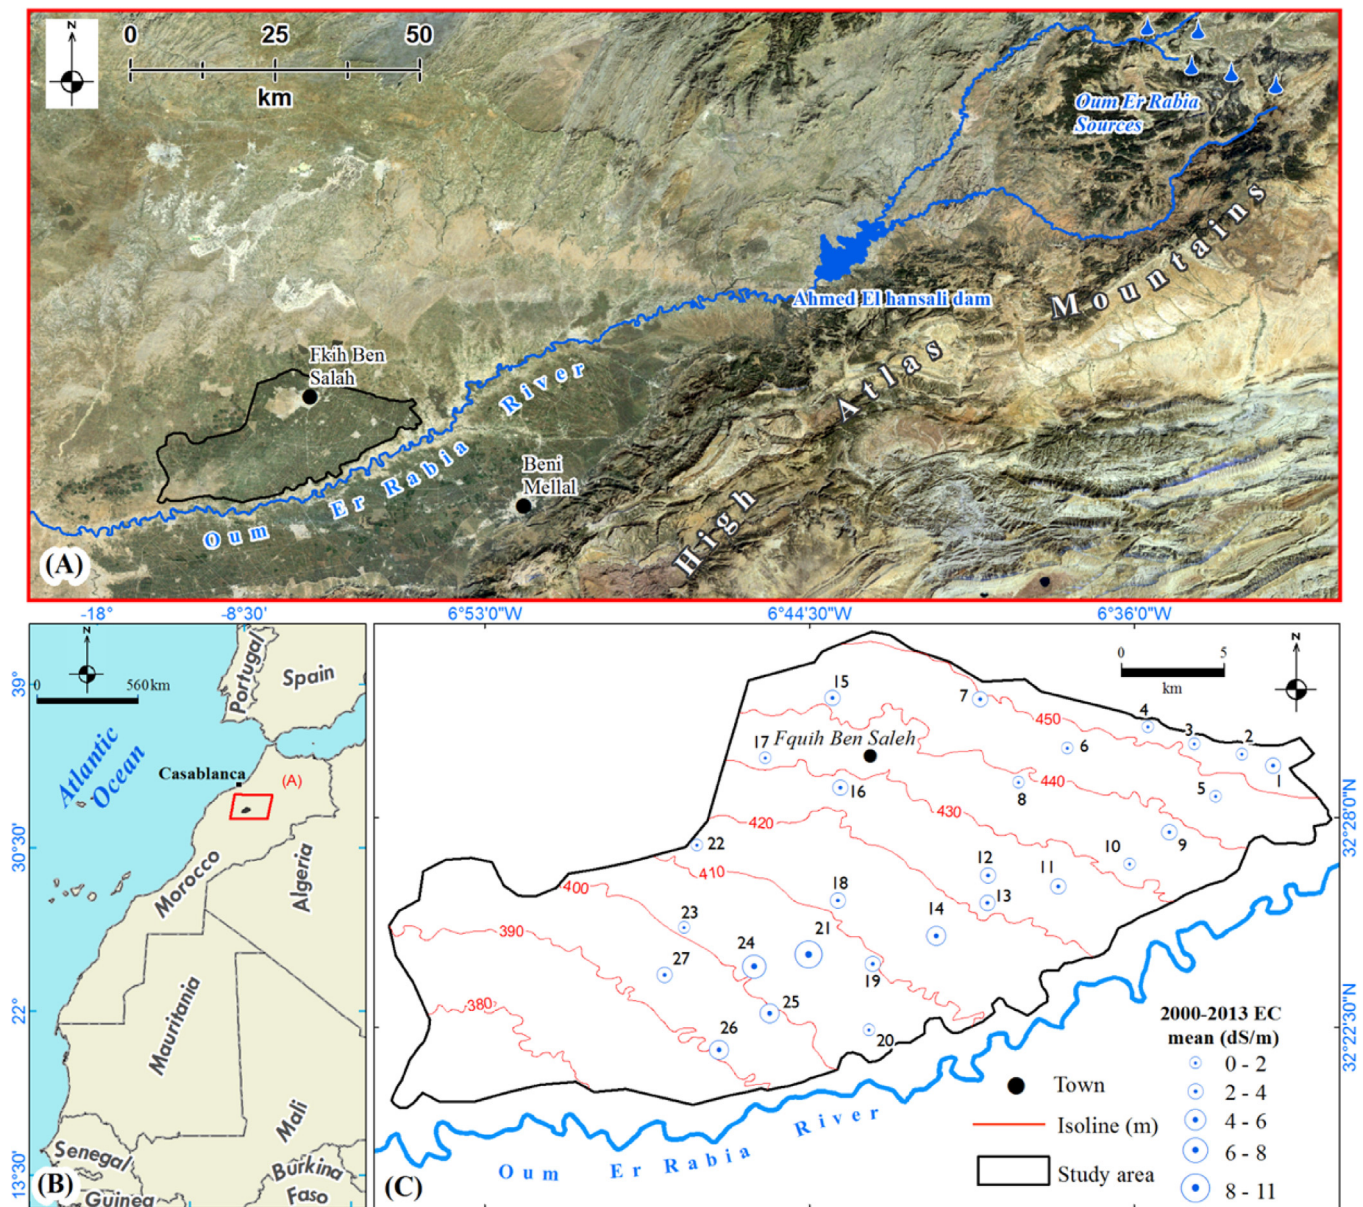 N
0 25 50
km
Oum Er Rabia
Sources
Ahmed El hansali dam
High Atlas Mountains
Fkih Ben
Salah
Oum Er Rabia River
Beni
Mellal
(A)
-18° -8°30'
39°
30°30'
22°
13°30'
N
0 560 km
Portugal
Spain
Atlantic
Ocean
Casablanca
(A)
Morocco
Algeria
Mauritania
Mali
Senegal
Guinea
Burkina
Faso
(B)
6°53'0"W 6°44'30"W 6°36'0"W
32°28'0"N
32°22'30"N
0 5
km
N
15
7
4
3
2
1
450
17
Fquih Ben Saleh
6
16
8
440
5
430
420
9
22
10
410
12
11
400
18
13
23
14
390
24
21
27
19
380
25
26
20
Oum Er Rabia River
2000-2013 EC
mean (dS/m)
0 - 2
2 - 4
4 - 6
6 - 8
8 - 11
Town
Isoline (m)
Study area
(C)